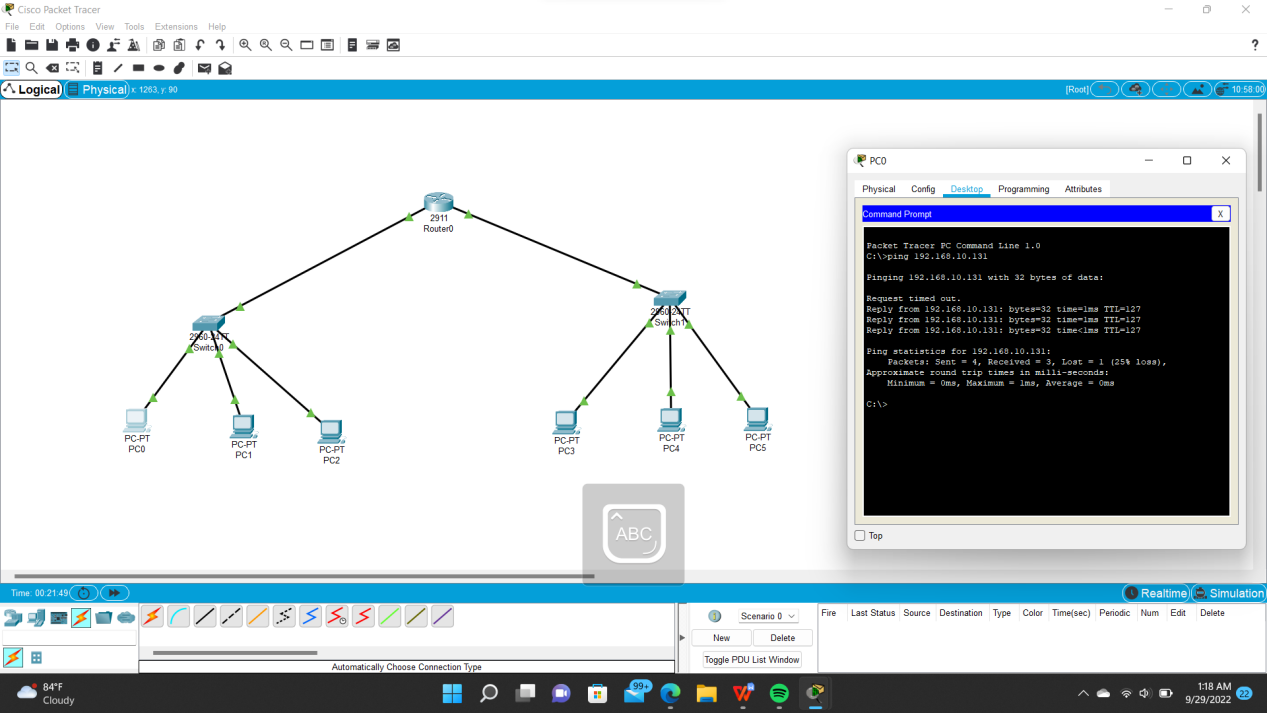 Cisco Packet Tracer
File Edit Options View Tools Extensions Help
?
Logical Physical x: 1263, y: 90
[Root] 10:58:00
2911
Router0
2960-24TT
Switch0
2960-24TT
Switch1
PC-PT
PC0
PC-PT
PC1
PC-PT
PC2
PC-PT
PC3
PC-PT
PC4
PC-PT
PC5
PC0
Physical Config Desktop Programming Attributes
Command Prompt X
Packet Tracer PC Command Line 1.0
C:\>ping 192.168.10.131
Pinging 192.168.10.131 with 32 bytes of data:
Request timed out.
Reply from 192.168.10.131: bytes=32 time=1ms TTL=127
Reply from 192.168.10.131: bytes=32 time=1ms TTL=127
Reply from 192.168.10.131: bytes=32 time<1ms TTL=127
Ping statistics for 192.168.10.131:
Packets: Sent = 4, Received = 3, Lost = 1 (25% loss),
Approximate round trip times in milli-seconds:
Minimum = 0ms, Maximum = 1ms, Average = 0ms
C:\>
Top
ABC
Time: 00:21:49
Realtime Simulation
Scenario 0
New Delete
Toggle PDU List Window
Fire Last Status Source Destination Type Color Time(sec) Periodic Num Edit Delete
Automatically Choose Connection Type
84°F
Cloudy
99+
W
1:18 AM
9/29/2022
22